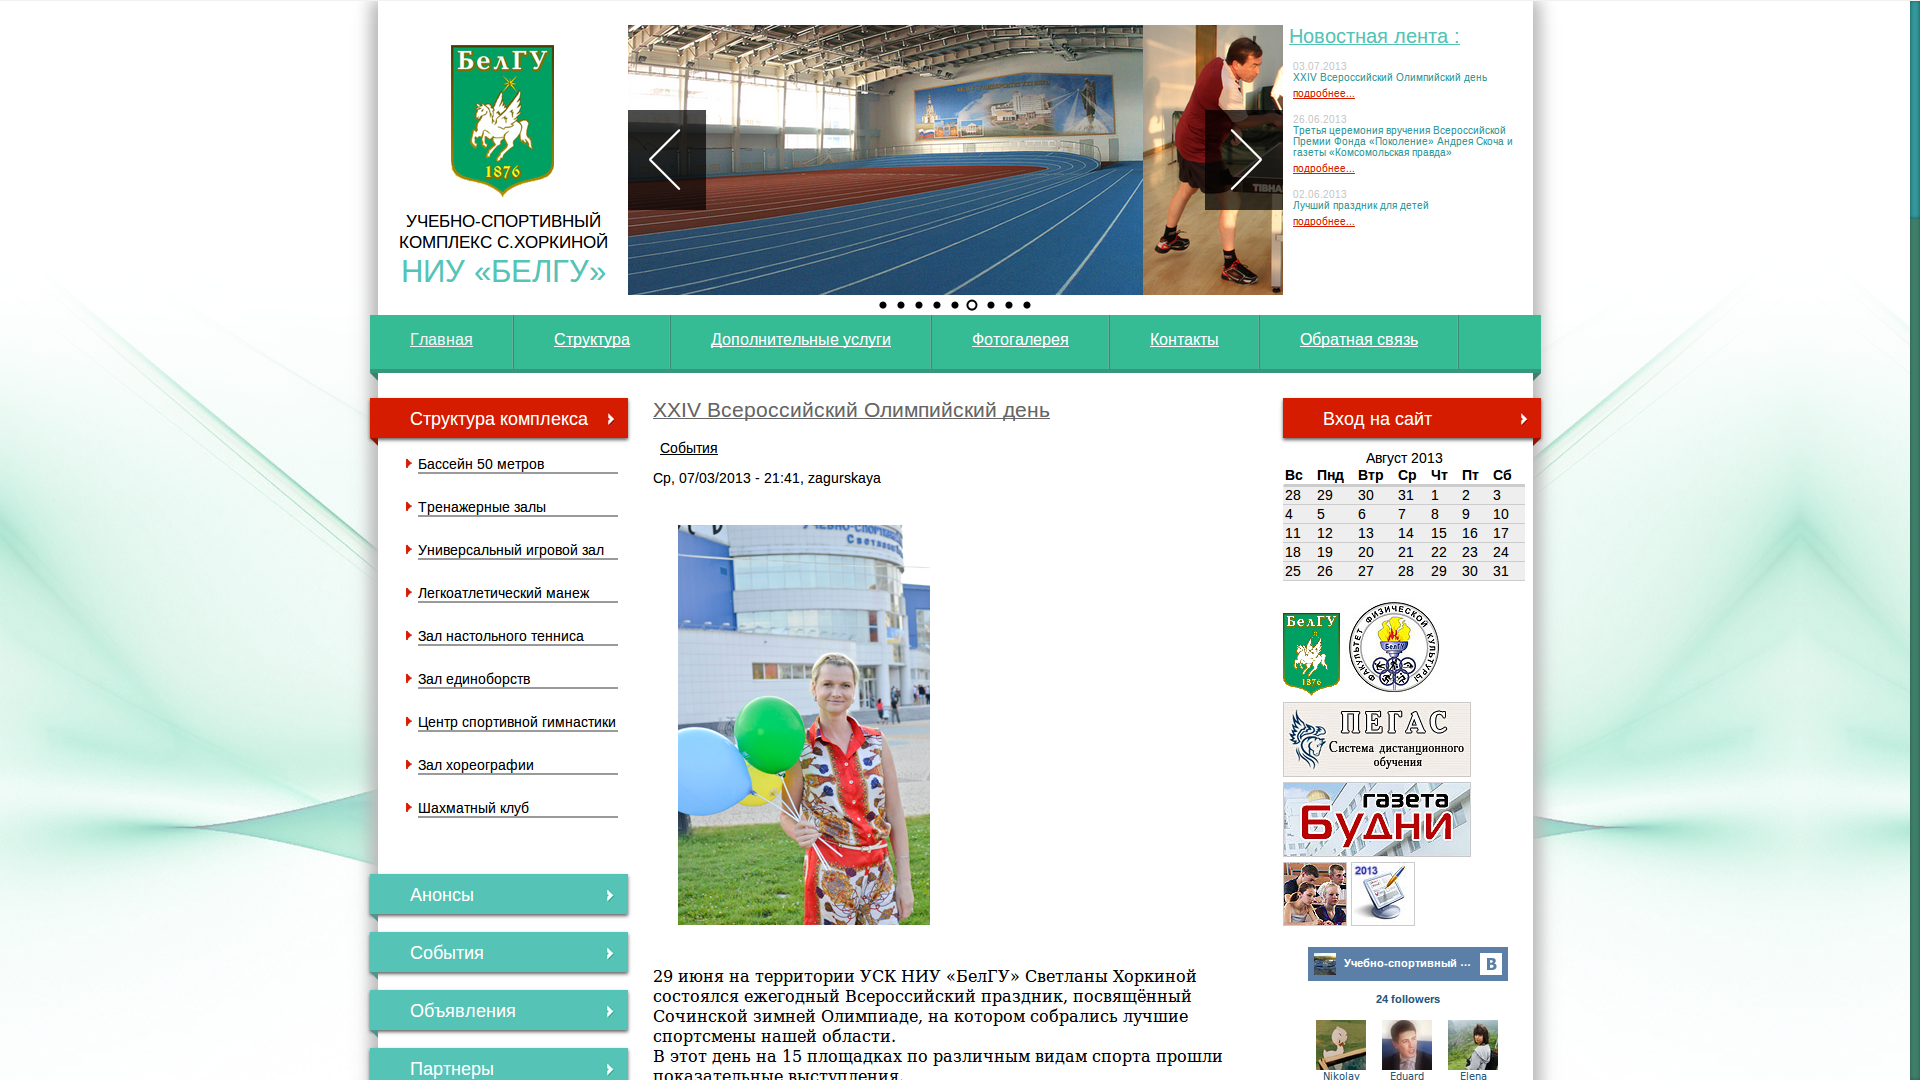 БелГУ
1876
УЧЕБНО-СПОРТИВНЫЙ
КОМПЛЕКС С.ХОРКИНОЙ
НИУ «БЕЛГУ»
Новостная лента :
03.07.2013
XXIV Всероссийский Олимпийский день
подробнее...
26.06.2013
Третья церемония вручения Всероссийской
Премии Фонда «Поколение» Андрея Скоча и
газеты «Комсомольская правда»
подробнее...
02.06.2013
Лучший праздник для детей
подробнее...
Главная
Структура
Дополнительные услуги
Фотогалерея
Контакты
Обратная связь
Структура комплекса
Бассейн 50 метров
Тренажерные залы
Универсальный игровой зал
Легкоатлетический манеж
Зал настольного тенниса
Зал единоборств
Центр спортивной гимнастики
Зал хореографии
Шахматный клуб
Анонсы
События
Объявления
Партнеры
XXIV Всероссийский Олимпийский день
События
Ср, 07/03/2013 - 21:41, zagurskaya
29 июня на территории УСК НИУ «БелГУ» Светланы Хоркиной
состоялся ежегодный Всероссийский праздник, посвящённый
Сочинской зимней Олимпиаде, на котором собрались лучшие
спортсмены нашей области.
В этот день на 15 площадках по различным видам спорта прошли
показательные выступления.
Вход на сайт
Август 2013
Вс Пнд Втр Ср Чт Пт Сб
28 29 30 31 1 2 3
4 5 6 7 8 9 10
11 12 13 14 15 16 17
18 19 20 21 22 23 24
25 26 27 28 29 30 31
БелГУ
1876
ФАКУЛЬТЕТ ФИЗИЧЕСКОЙ КУЛЬТУРЫ
БелГУ
ПЕГАС
Система дистанционного
обучения
газета
Будни
2013
Учебно-спортивный ...
В
24 followers
Nikolay Eduard Elena